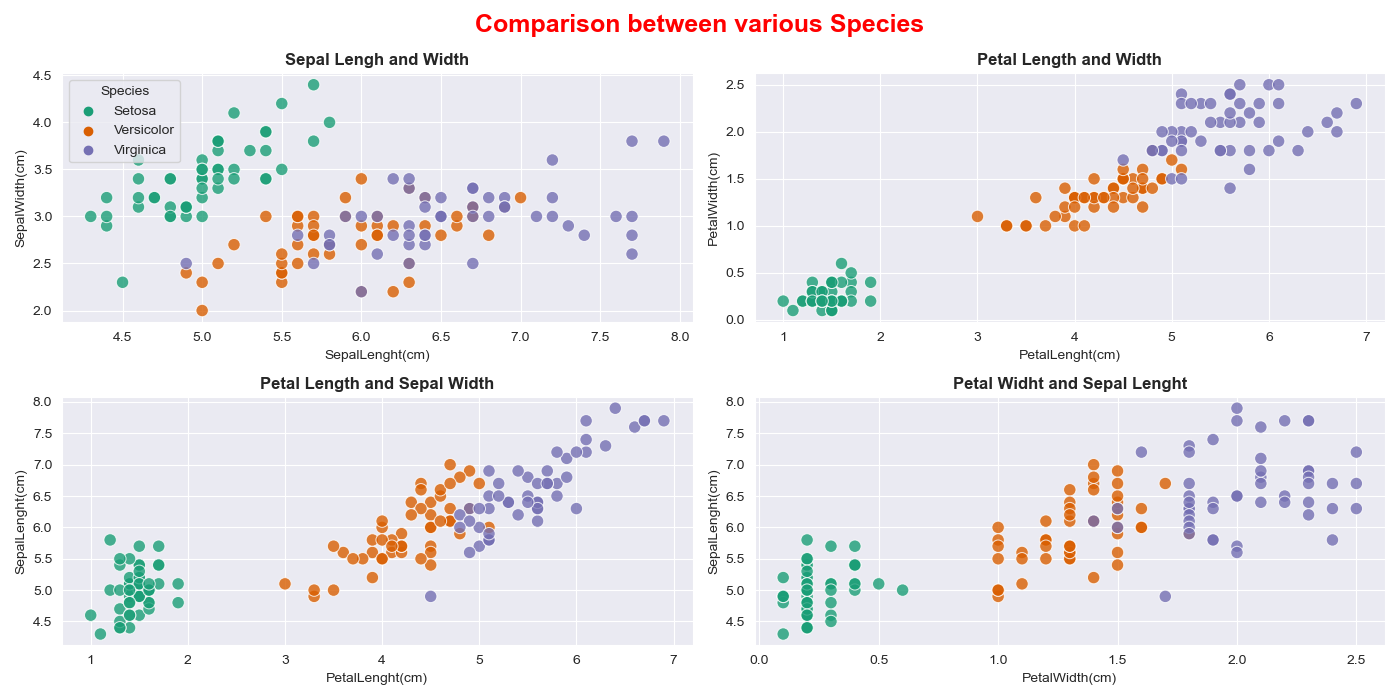 Comparison between various Species
Sepal Lengh and Width
4.5
4.0
3.5
3.0
2.5
2.0
SepalWidth(cm)
Species
Setosa
Versicolor
Virginica
4.5 5.0 5.5 6.0 6.5 7.0 7.5 8.0
SepalLenght(cm)
Petal Length and Width
2.5
2.0
1.5
1.0
0.5
0.0
PetalWidth(cm)
1 2 3 4 5 6 7
PetalLenght(cm)
Petal Length and Sepal Width
8.0
7.5
7.0
6.5
6.0
5.5
5.0
4.5
SepalLenght(cm)
1 2 3 4 5 6 7
PetalLenght(cm)
Petal Widht and Sepal Lenght
8.0
7.5
7.0
6.5
6.0
5.5
5.0
4.5
SepalLenght(cm)
0.0 0.5 1.0 1.5 2.0 2.5
PetalWidth(cm)